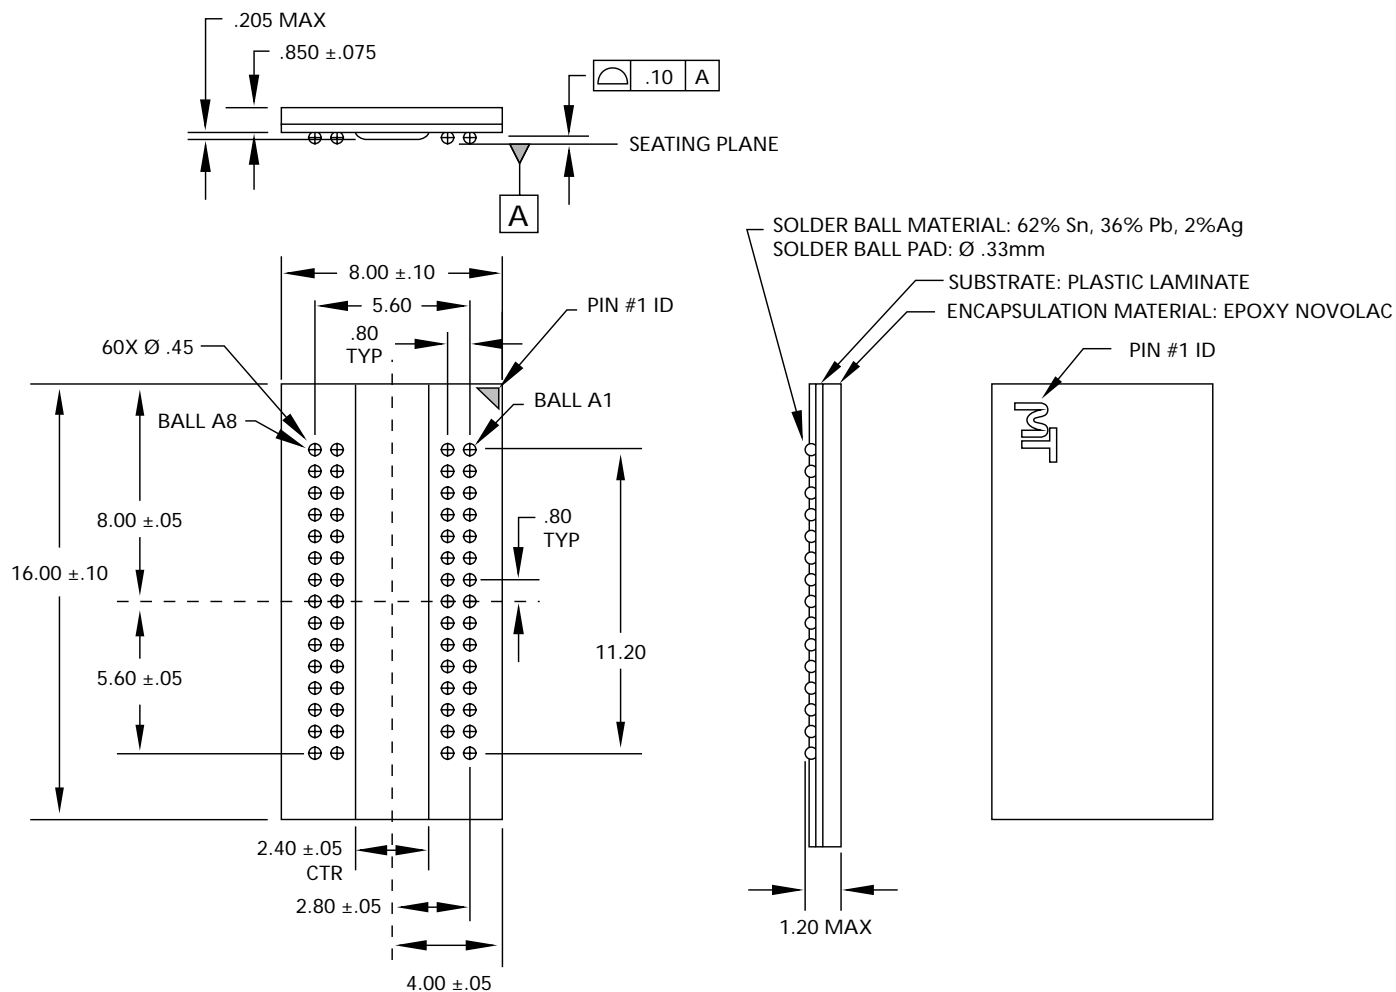 .205 MAX
.850 ±.075
.10 A
SEATING PLANE
A
SOLDER BALL MATERIAL: 62% Sn, 36% Pb, 2%Ag
SOLDER BALL PAD: Ø .33mm
SUBSTRATE: PLASTIC LAMINATE
ENCAPSULATION MATERIAL: EPOXY NOVOLAC
8.00 ±.10
5.60
PIN #1 ID
.80
TYP
60X Ø .45
PIN #1 ID
BALL A1
BALL A8
MT
8.00 ±.05
.80
TYP
16.00 ±.10
11.20
5.60 ±.05
2.40 ±.05
CTR
2.80 ±.05
1.20 MAX
4.00 ±.05